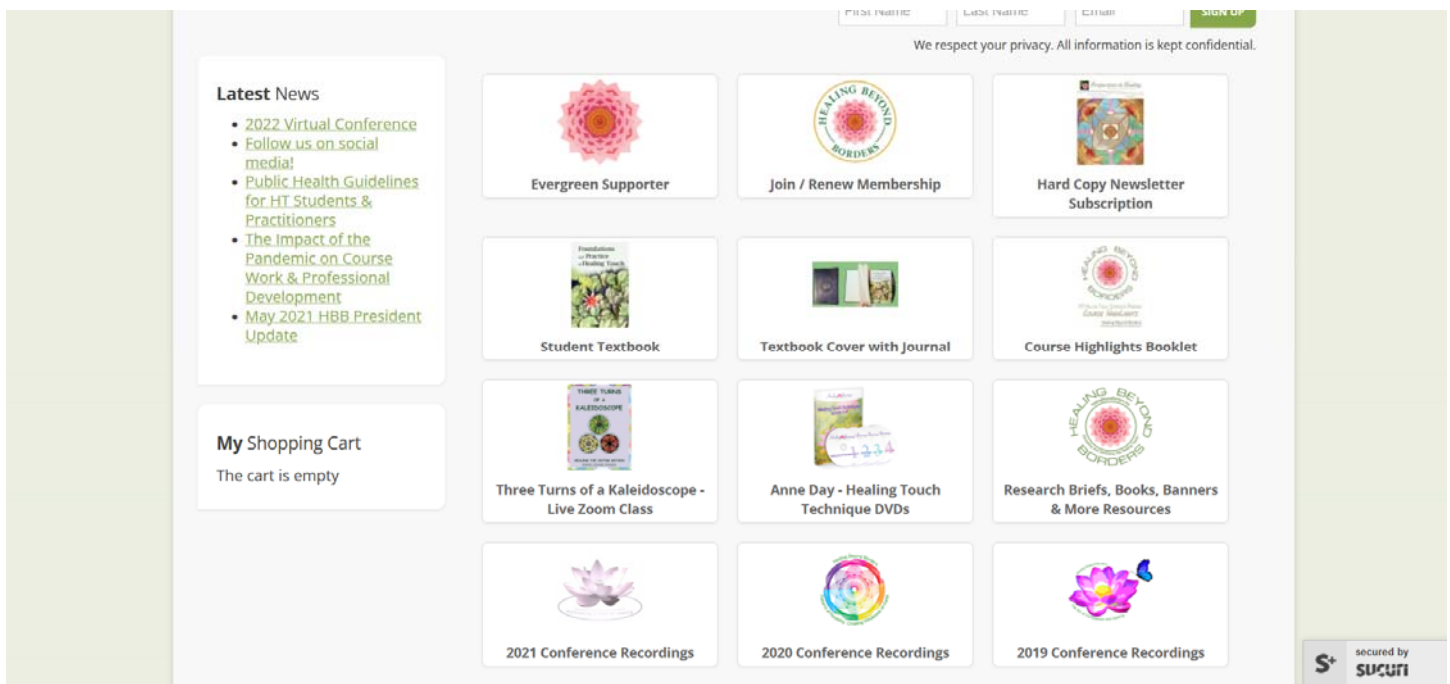 First Name Last Name Email SIGN UP
We respect your privacy. All information is kept confidential.
Latest News
2022 Virtual Conference
Follow us on social
media!
Public Health Guidelines
for HT Students &
Practitioners
The Impact of the
Pandemic on Course
Work & Professional
Development
May 2021 HBB President
Update
My Shopping Cart
The cart is empty
Evergreen Supporter
HEALING BEYOND
BORDERS
Join / Renew Membership
Hard Copy Newsletter
Subscription
Foundations
Practice
Healing Touch
Student Textbook
Textbook Cover with Journal
HEALING BEYOND
BORDERS
Course Highlights Booklet
THREE TURNS
OF A
KALEIDOSCOPE
Three Turns of a Kaleidoscope -
Live Zoom Class
1 2 3 4
Anne Day - Healing Touch
Technique DVDs
HEALING BEYOND
BORDERS
Research Briefs, Books, Banners
& More Resources
2021 Conference Recordings
2020 Conference Recordings
2019 Conference Recordings
S+
secured by
sucuri